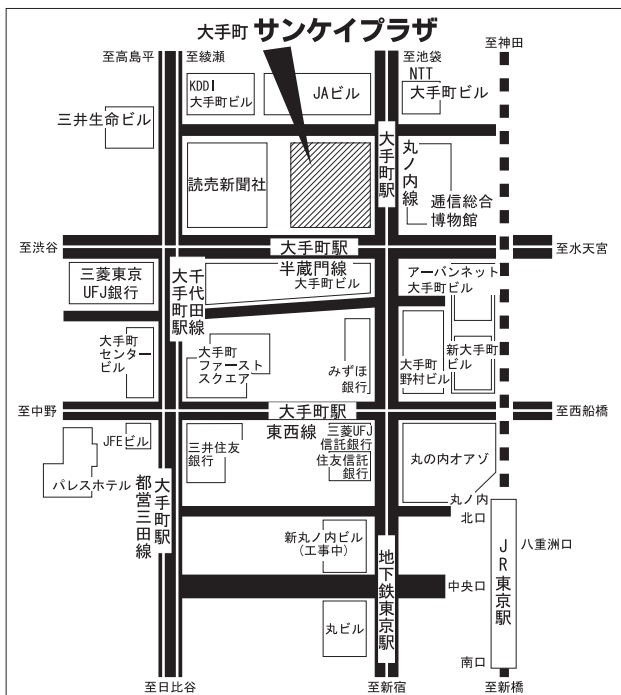 大手町 サンケイプラザ
至高島平
至綾瀬
至池袋
至神田
KDDI
大手町ビル
JAビル
NTT
大手町ビル
三井生命ビル
読売新聞社
大手町駅
丸ノ内線
逓信総合
博物館
至渋谷
大手町駅
至水天宮
半蔵門線
三菱東京
UFJ銀行
千代田線
大手町駅
大手町ビル
アーバンネット
大手町ビル
大手町
センター
ビル
大手町
ファースト
スクエア
みずほ
銀行
大手町
野村ビル
新大手町
ビル
至中野
大手町駅
至西船橋
東西線
JFEビル
三井住友
銀行
三菱UFJ
信託銀行
住友信託
銀行
丸の内オアゾ
パレスホテル
大手町駅
都営三田線
丸ノ内
北口
新丸ノ内ビル
(工事中)
地下鉄東京駅
JR東京駅
八重洲口
中央口
丸ビル
南口
至日比谷
至新宿
至新橋